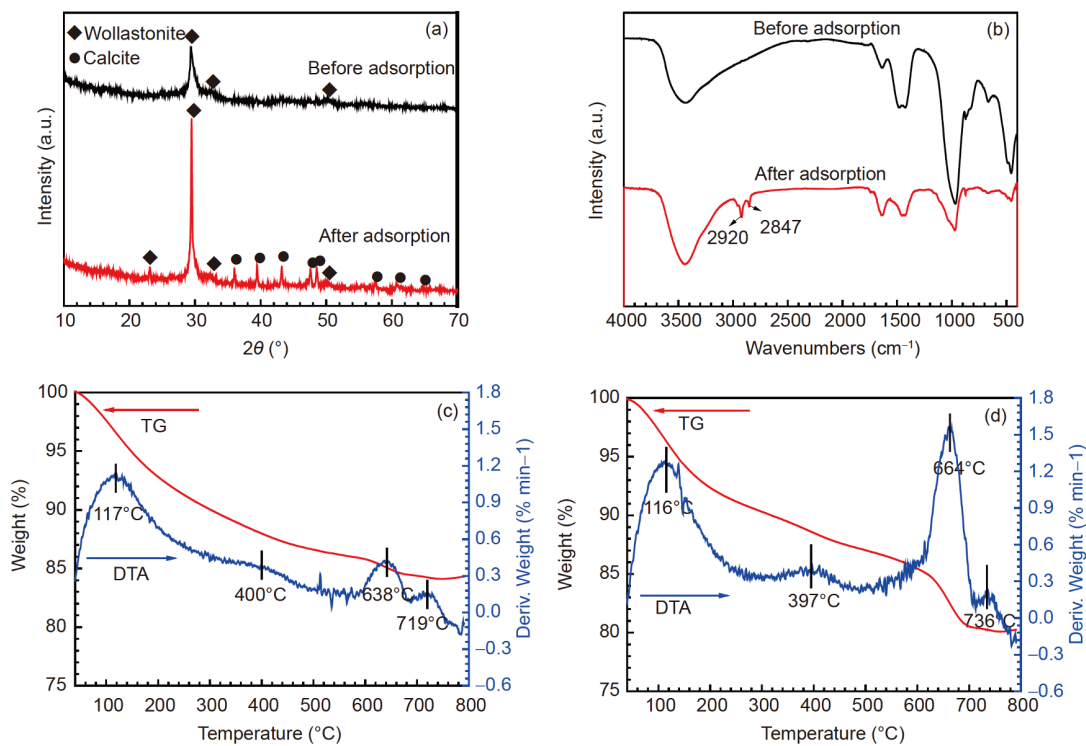 (a)
◆ Wollastonite
● Calcite
Before adsorption
After adsorption
Intensity (a.u.)
10 20 30 40 50 60 70
2θ (°)
(b)
Before adsorption
After adsorption
2920
2847
Intensity (a.u.)
4000 3500 3000 2500 2000 1500 1000 500
Wavenumbers (cm−1)
(c)
TG
117°C
DTA
400°C
638°C
719°C
Weight (%)
100
95
90
85
80
75
Deriv. Weight (% min−1)
1.8
1.5
1.2
0.9
0.6
0.3
0.0
−0.3
−0.6
100 200 300 400 500 600 700 800
Temperature (°C)
(d)
TG
664°C
116°C
DTA
397°C
736°C
Weight (%)
100
95
90
85
80
75
Deriv. Weight (% min−1)
1.8
1.5
1.2
0.9
0.6
0.3
0.0
−0.3
−0.6
100 200 300 400 500 600 700 800
Temperature (°C)